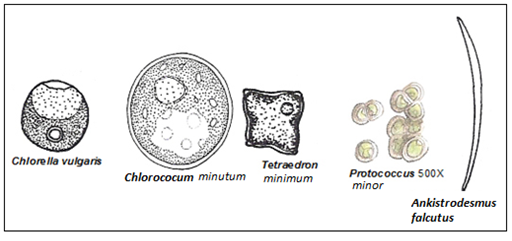 Chlorella vulgaris
Chlorococum minutum
Tetraedron
minimum
Protococcus 500X
minor
Ankistrodesmus
falcutus